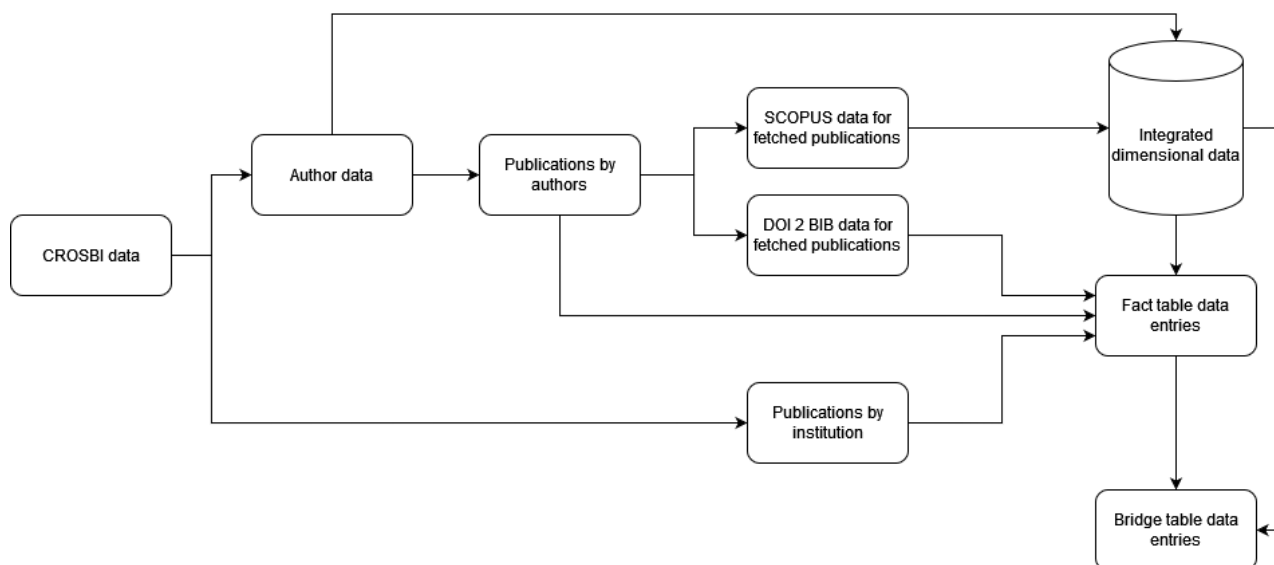 SCOPUS data for
fetched publications
Integrated
dimensional data
Author data
Publications by
authors
DOI 2 BIB data for
fetched publications
CROSBI data
Fact table data
entries
Publications by
institution
Bridge table data
entries